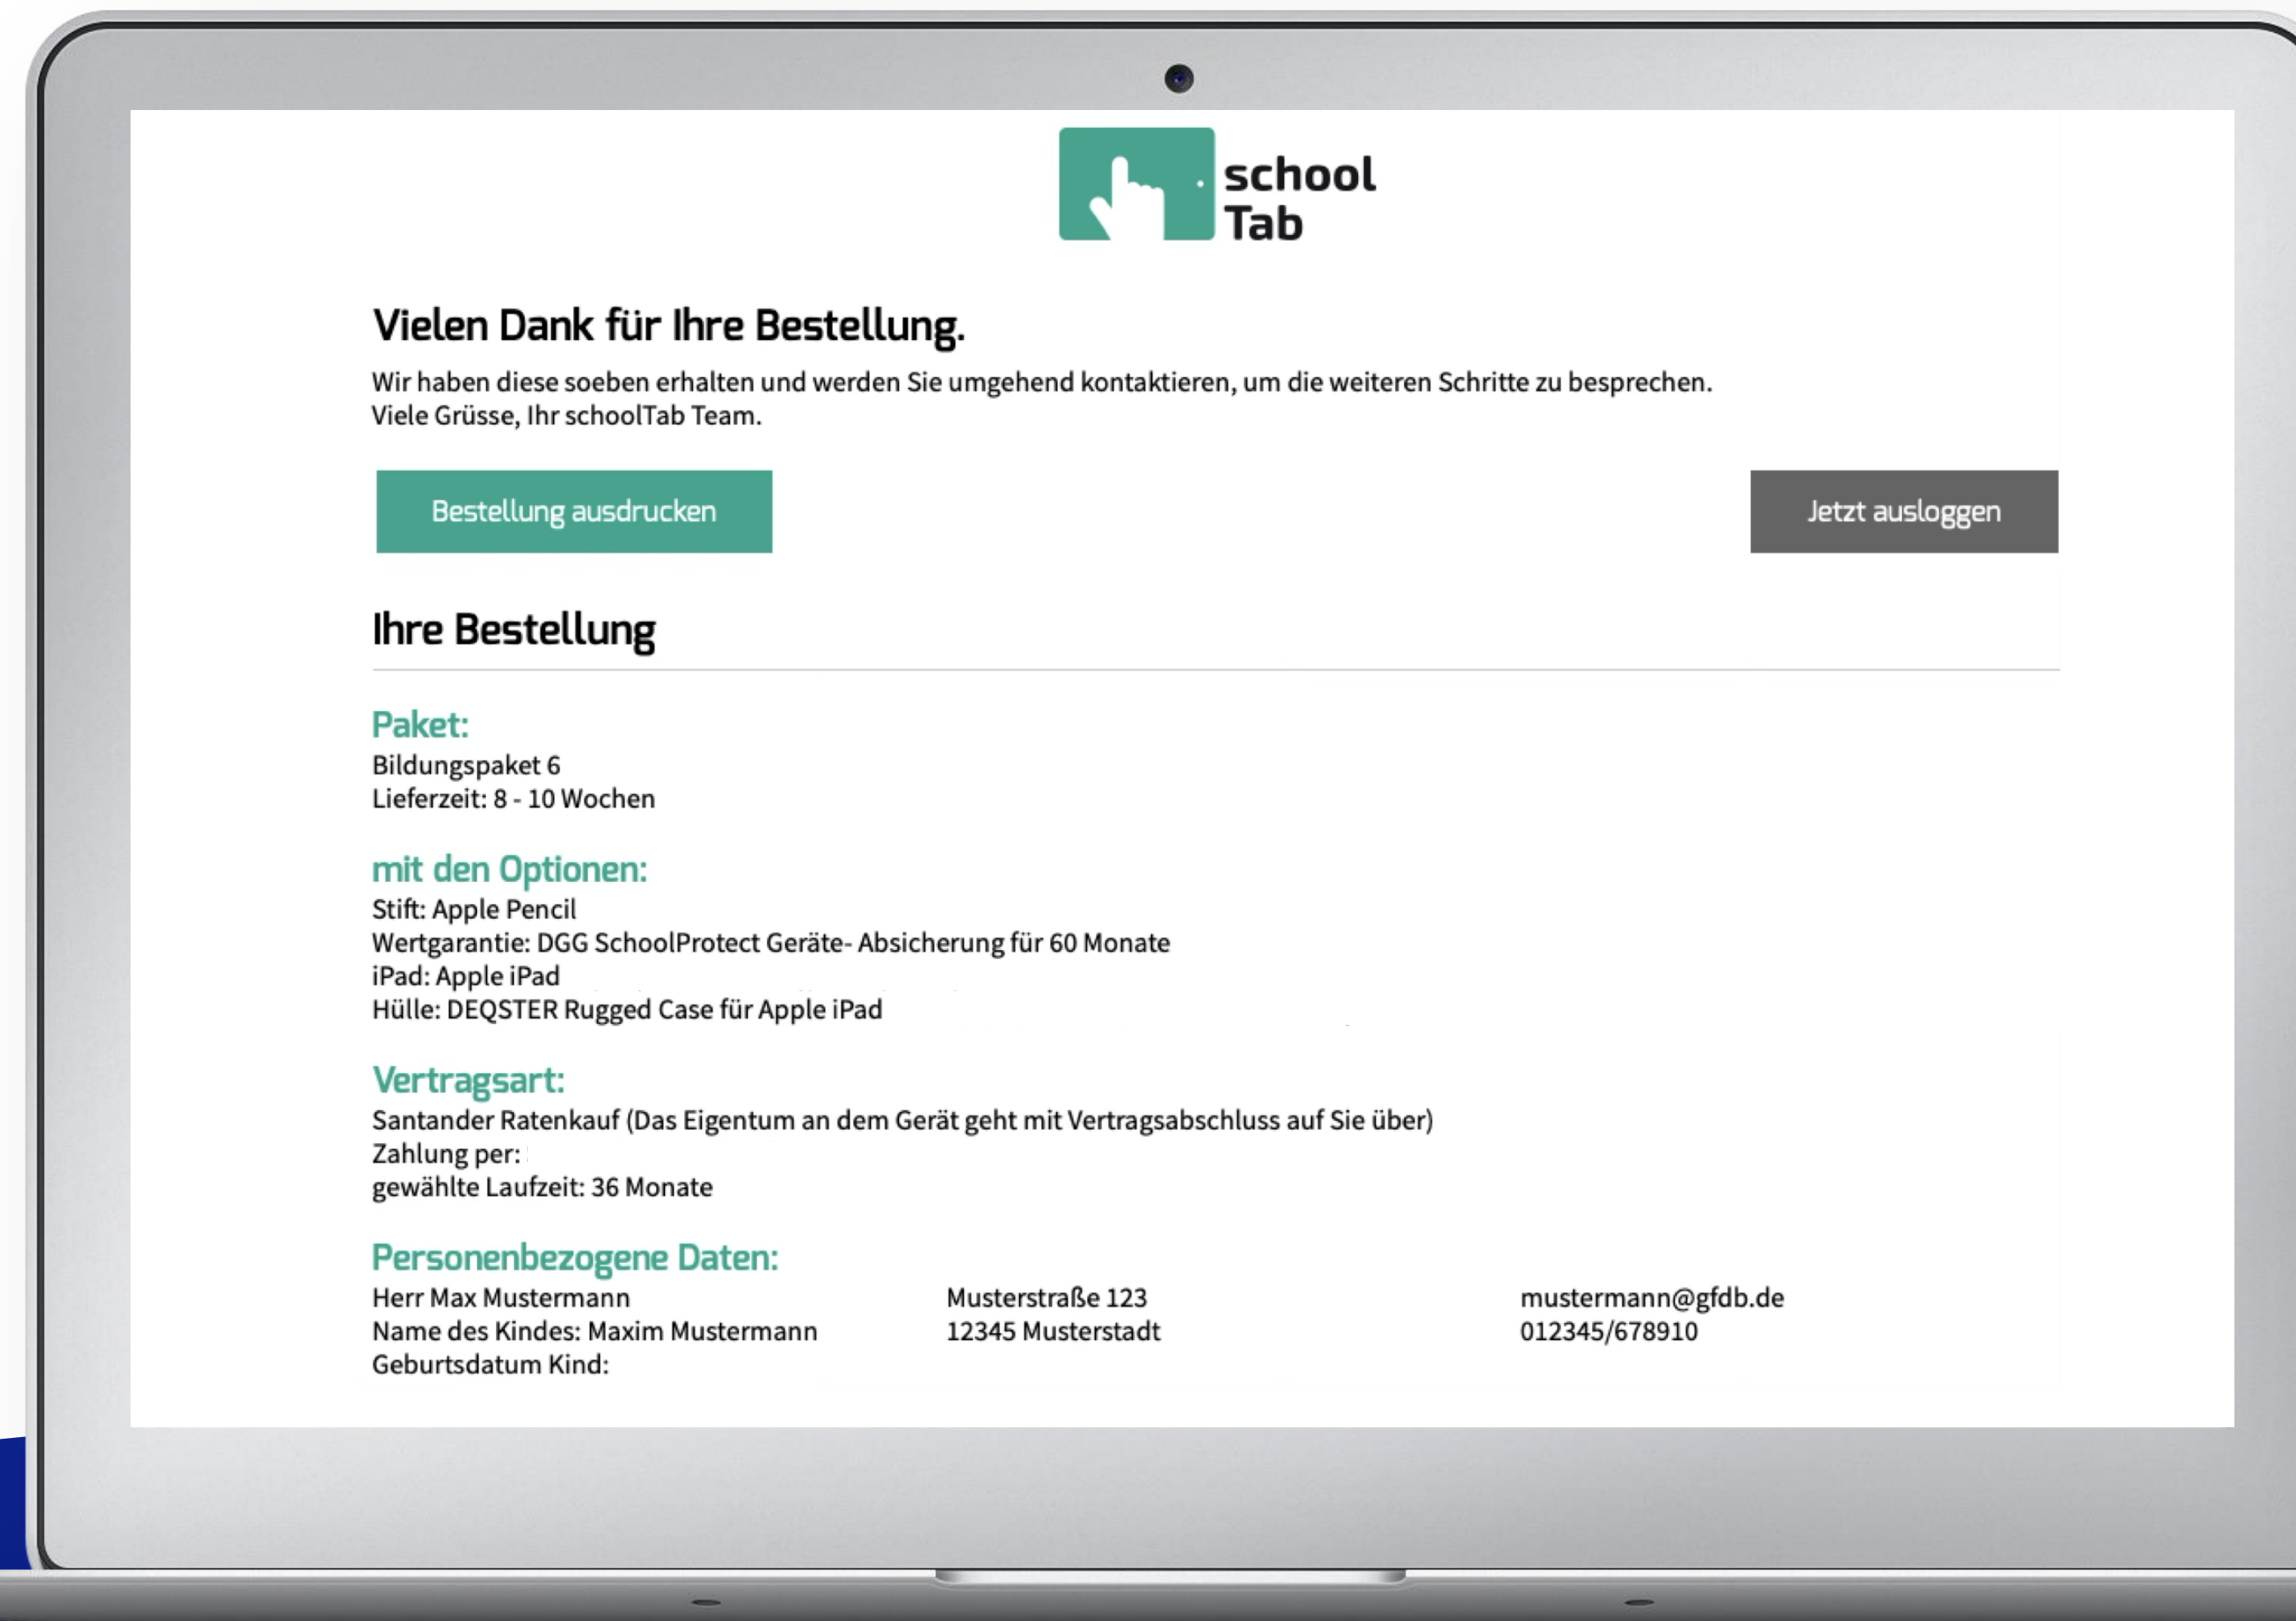 school
Tab
Vielen Dank für Ihre Bestellung.
Wir haben diese soeben erhalten und werden Sie umgehend kontaktieren, um die weiteren Schritte zu besprechen.
Viele Grüsse, Ihr schoolTab Team.
Bestellung ausdrucken
Jetzt ausloggen
Ihre Bestellung
Paket:
Bildungspaket 6
Lieferzeit: 8 - 10 Wochen
mit den Optionen:
Stift: Apple Pencil
Wertgarantie: DGG SchoolProtect Geräte- Absicherung für 60 Monate
iPad: Apple iPad
Hülle: DEQSTER Rugged Case für Apple iPad
Vertragsart:
Santander Ratenkauf (Das Eigentum an dem Gerät geht mit Vertragsabschluss auf Sie über)
Zahlung per:
gewählte Laufzeit: 36 Monate
Personenbezogene Daten:
Herr Max Mustermann
Name des Kindes: Maxim Mustermann
Geburtsdatum Kind:
Musterstraße 123
12345 Musterstadt
mustermann@gfdb.de
012345/678910